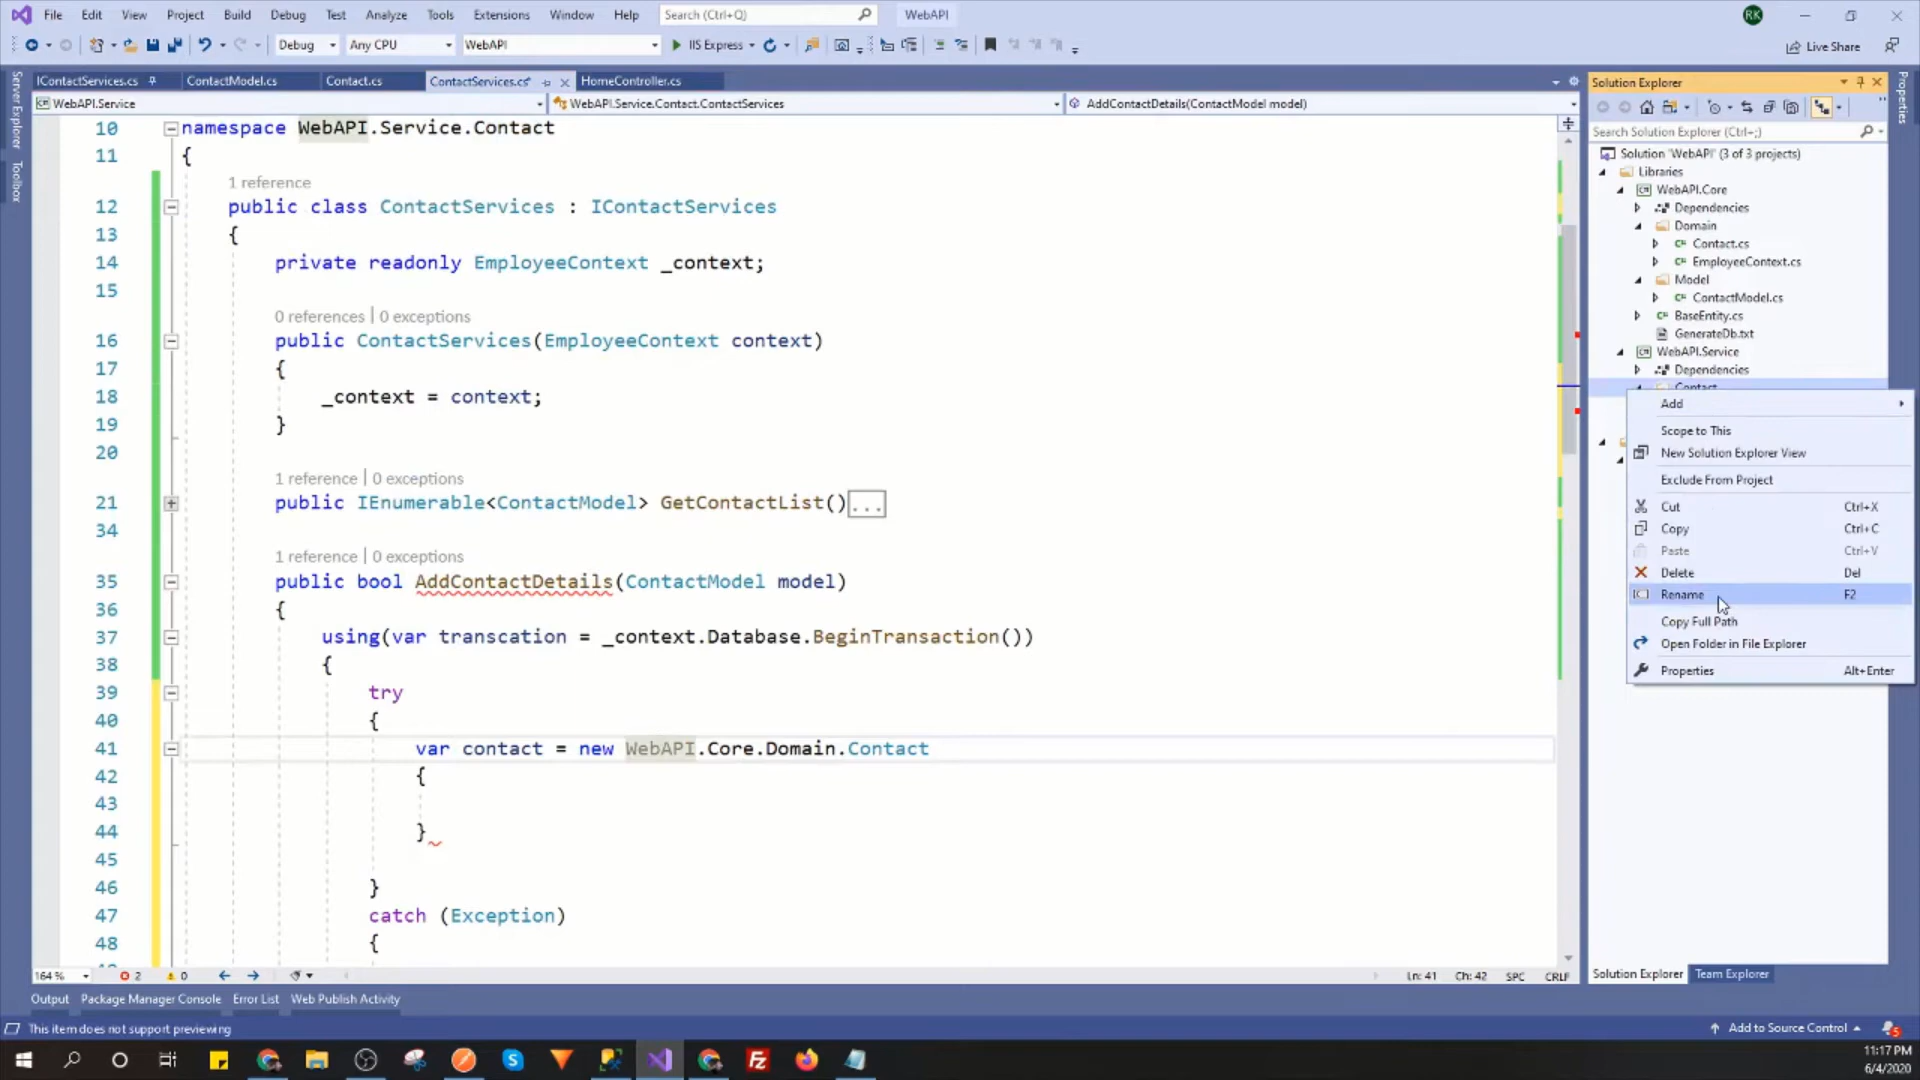 File Edit View Project Build Debug Test Analyze Tools Extensions Window Help Search (Ctrl+Q) WebAPI RK
Debug Any CPU WebAPI IIS Express Live Share
IContactServices.cs ContactModel.cs Contact.cs ContactServices.cs* HomeController.cs
WebAPI.Service WebAPI.Service.Contact.ContactServices AddContactDetails(ContactModel model)
Server Explorer
Toolbox
10 namespace WebAPI.Service.Contact
11 {
1 reference
12 public class ContactServices : IContactServices
13 {
14 private readonly EmployeeContext _context;
15
0 references | 0 exceptions
16 public ContactServices(EmployeeContext context)
17 {
18 _context = context;
19 }
20
1 reference | 0 exceptions
21 public IEnumerable<ContactModel> GetContactList()...
34
1 reference | 0 exceptions
35 public bool AddContactDetails(ContactModel model)
36 {
37 using(var transcation = _context.Database.BeginTransaction())
38 {
39 try
40 {
41 var contact = new WebAPI.Core.Domain.Contact
42 {
43
44 }
45
46 }
47 catch (Exception)
48 {
164 % 2 0 Ln: 41 Ch: 42 SPC CRLF
Solution Explorer
Properties
Search Solution Explorer (Ctrl+;)
Solution 'WebAPI' (3 of 3 projects)
Libraries
WebAPI.Core
Dependencies
Domain
Contact.cs
EmployeeContext.cs
Model
ContactModel.cs
BaseEntity.cs
GenerateDb.txt
WebAPI.Service
Dependencies
Contact
Add
Scope to This
New Solution Explorer View
Exclude From Project
Cut Ctrl+X
Copy Ctrl+C
Paste Ctrl+V
Delete Del
Rename F2
Copy Full Path
Open Folder in File Explorer
Properties Alt+Enter
Solution Explorer Team Explorer
Output Package Manager Console Error List Web Publish Activity
This item does not support previewing Add to Source Control 5
11:17 PM
6/4/2020